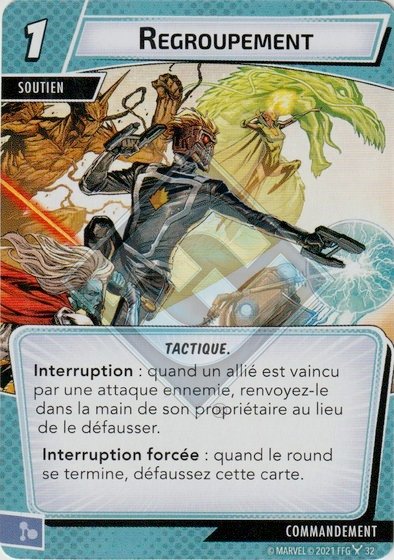 1
REGROUPEMENT
SOUTIEN
TACTIQUE.
Interruption : quand un allié est vaincu
par une attaque ennemie, renvoyez-le
dans la main de son propriétaire au lieu
de le défausser.
Interruption forcée : quand le round
se termine, défaussez cette carte.
COMMANDEMENT
© MARVEL © 2021 FFG 32